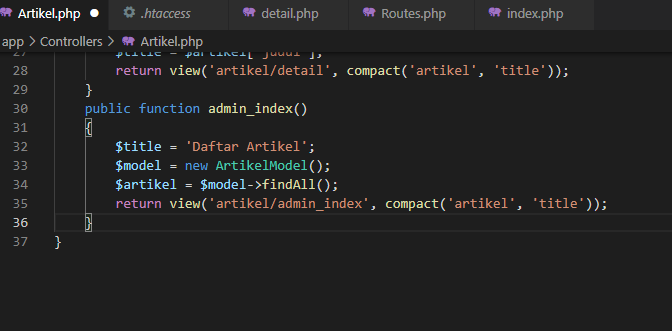 Artikel.php .htaccess detail.php Routes.php index.php
app > Controllers > Artikel.php
27 $title = $artikel['judul'];
28 return view('artikel/detail', compact('artikel', 'title'));
29 }
30 public function admin_index()
31 {
32 $title = 'Daftar Artikel';
33 $model = new ArtikelModel();
34 $artikel = $model->findAll();
35 return view('artikel/admin_index', compact('artikel', 'title'));
36 }
37 }